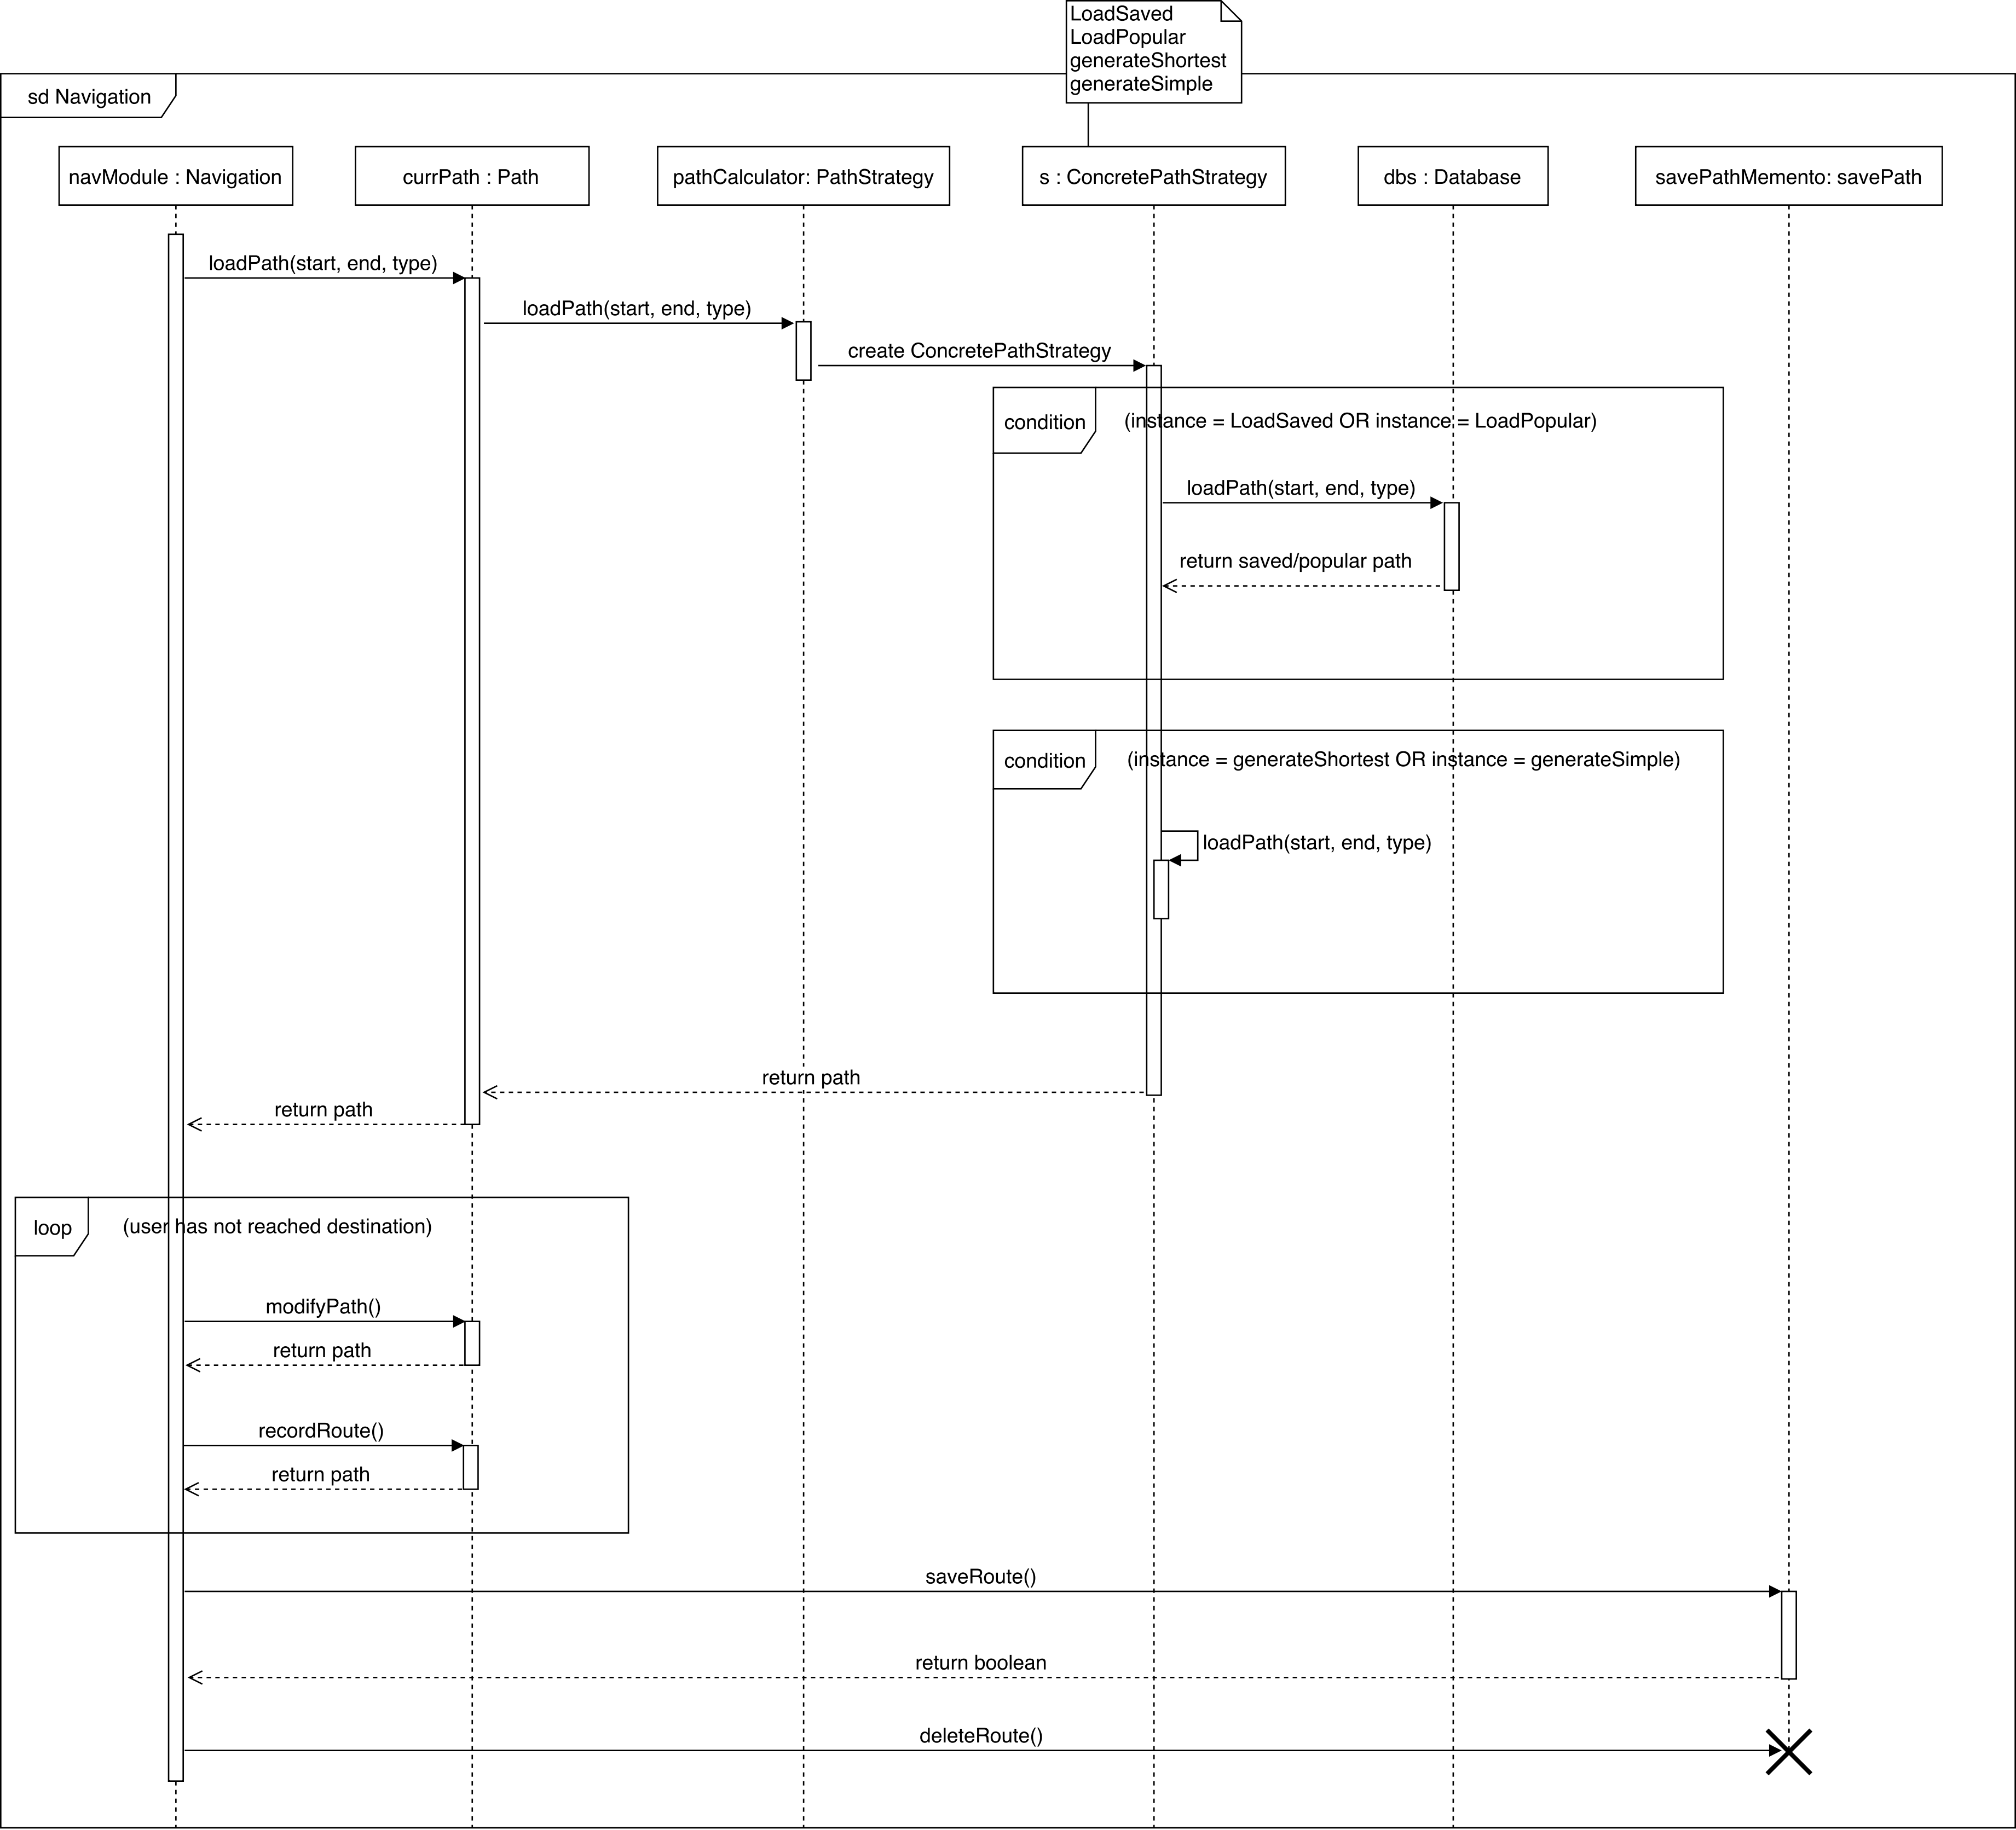 LoadSaved
LoadPopular
generateShortest
generateSimple
sd Navigation
navModule : Navigation
currPath : Path
pathCalculator: PathStrategy
s : ConcretePathStrategy
dbs : Database
savePathMemento: savePath
loadPath(start, end, type)
loadPath(start, end, type)
create ConcretePathStrategy
condition
(instance = LoadSaved OR instance = LoadPopular)
loadPath(start, end, type)
return saved/popular path
condition
(instance = generateShortest OR instance = generateSimple)
loadPath(start, end, type)
return path
return path
loop
(user has not reached destination)
modifyPath()
return path
recordRoute()
return path
saveRoute()
return boolean
deleteRoute()